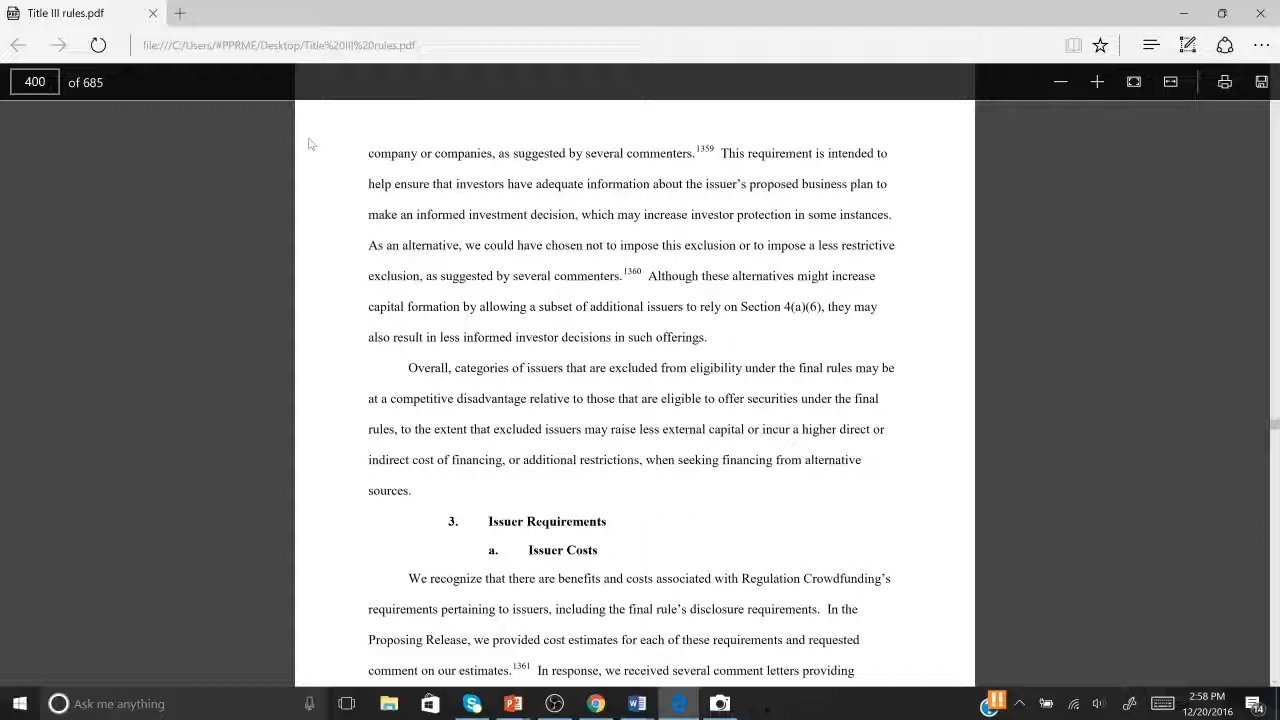 Title III rules.pdf
file:///C:/Users/#PPRME/Desktop/Title%20III%20rules.pdf
400 of 685
company or companies, as suggested by several commenters.1359 This requirement is intended to
help ensure that investors have adequate information about the issuer’s proposed business plan to
make an informed investment decision, which may increase investor protection in some instances.
As an alternative, we could have chosen not to impose this exclusion or to impose a less restrictive
exclusion, as suggested by several commenters.1360 Although these alternatives might increase
capital formation by allowing a subset of additional issuers to rely on Section 4(a)(6), they may
also result in less informed investor decisions in such offerings.
Overall, categories of issuers that are excluded from eligibility under the final rules may be
at a competitive disadvantage relative to those that are eligible to offer securities under the final
rules, to the extent that excluded issuers may raise less external capital or incur a higher direct or
indirect cost of financing, or additional restrictions, when seeking financing from alternative
sources.
3. Issuer Requirements
a. Issuer Costs
We recognize that there are benefits and costs associated with Regulation Crowdfunding’s
requirements pertaining to issuers, including the final rule’s disclosure requirements. In the
Proposing Release, we provided cost estimates for each of these requirements and requested
comment on our estimates.1361 In response, we received several comment letters providing
Ask me anything
2:58 PM
12/20/2016
14